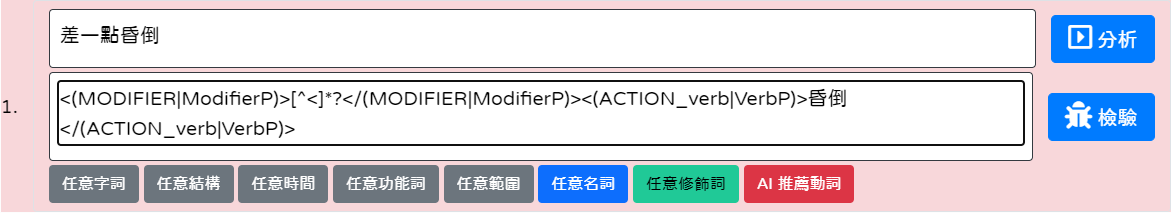 差一點昏倒
分析
1.
<(MODIFIER|ModifierP)>[^<]*?</(MODIFIER|ModifierP)><(ACTION_verb|VerbP)>昏倒
</(ACTION_verb|VerbP)>
檢驗
任意字詞 任意結構 任意時間 任意功能詞 任意範圍 任意名詞 任意修飾詞 AI 推薦動詞